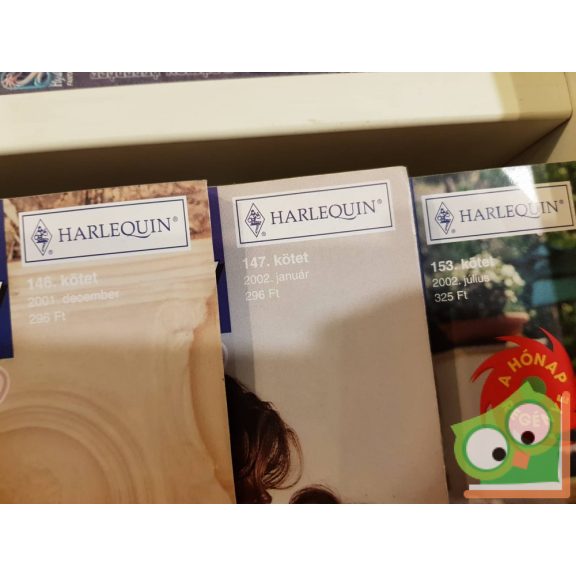 HARLEQUIN®
146. kötet
2001. december
296 Ft
HARLEQUIN®
147. kötet
2002. január
296 Ft
HARLEQUIN®
153. kötet
2002. július
325 Ft
A HÓNAP